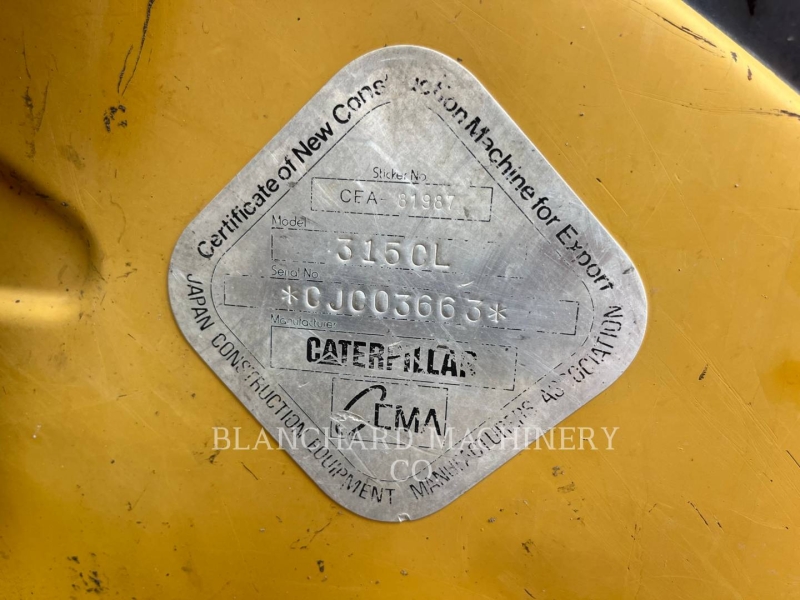 Certificate of New Construction Machine for Export
Sticker No.
CEA- 81987
Model
315CL
Serial No.
*CJC03663*
Manufacturer
CATERPILLAR
CEMA
JAPAN CONSTRUCTION EQUIPMENT MANUFACTURERS ASSOCIATION
BLANCHARD MACHINERY
CO